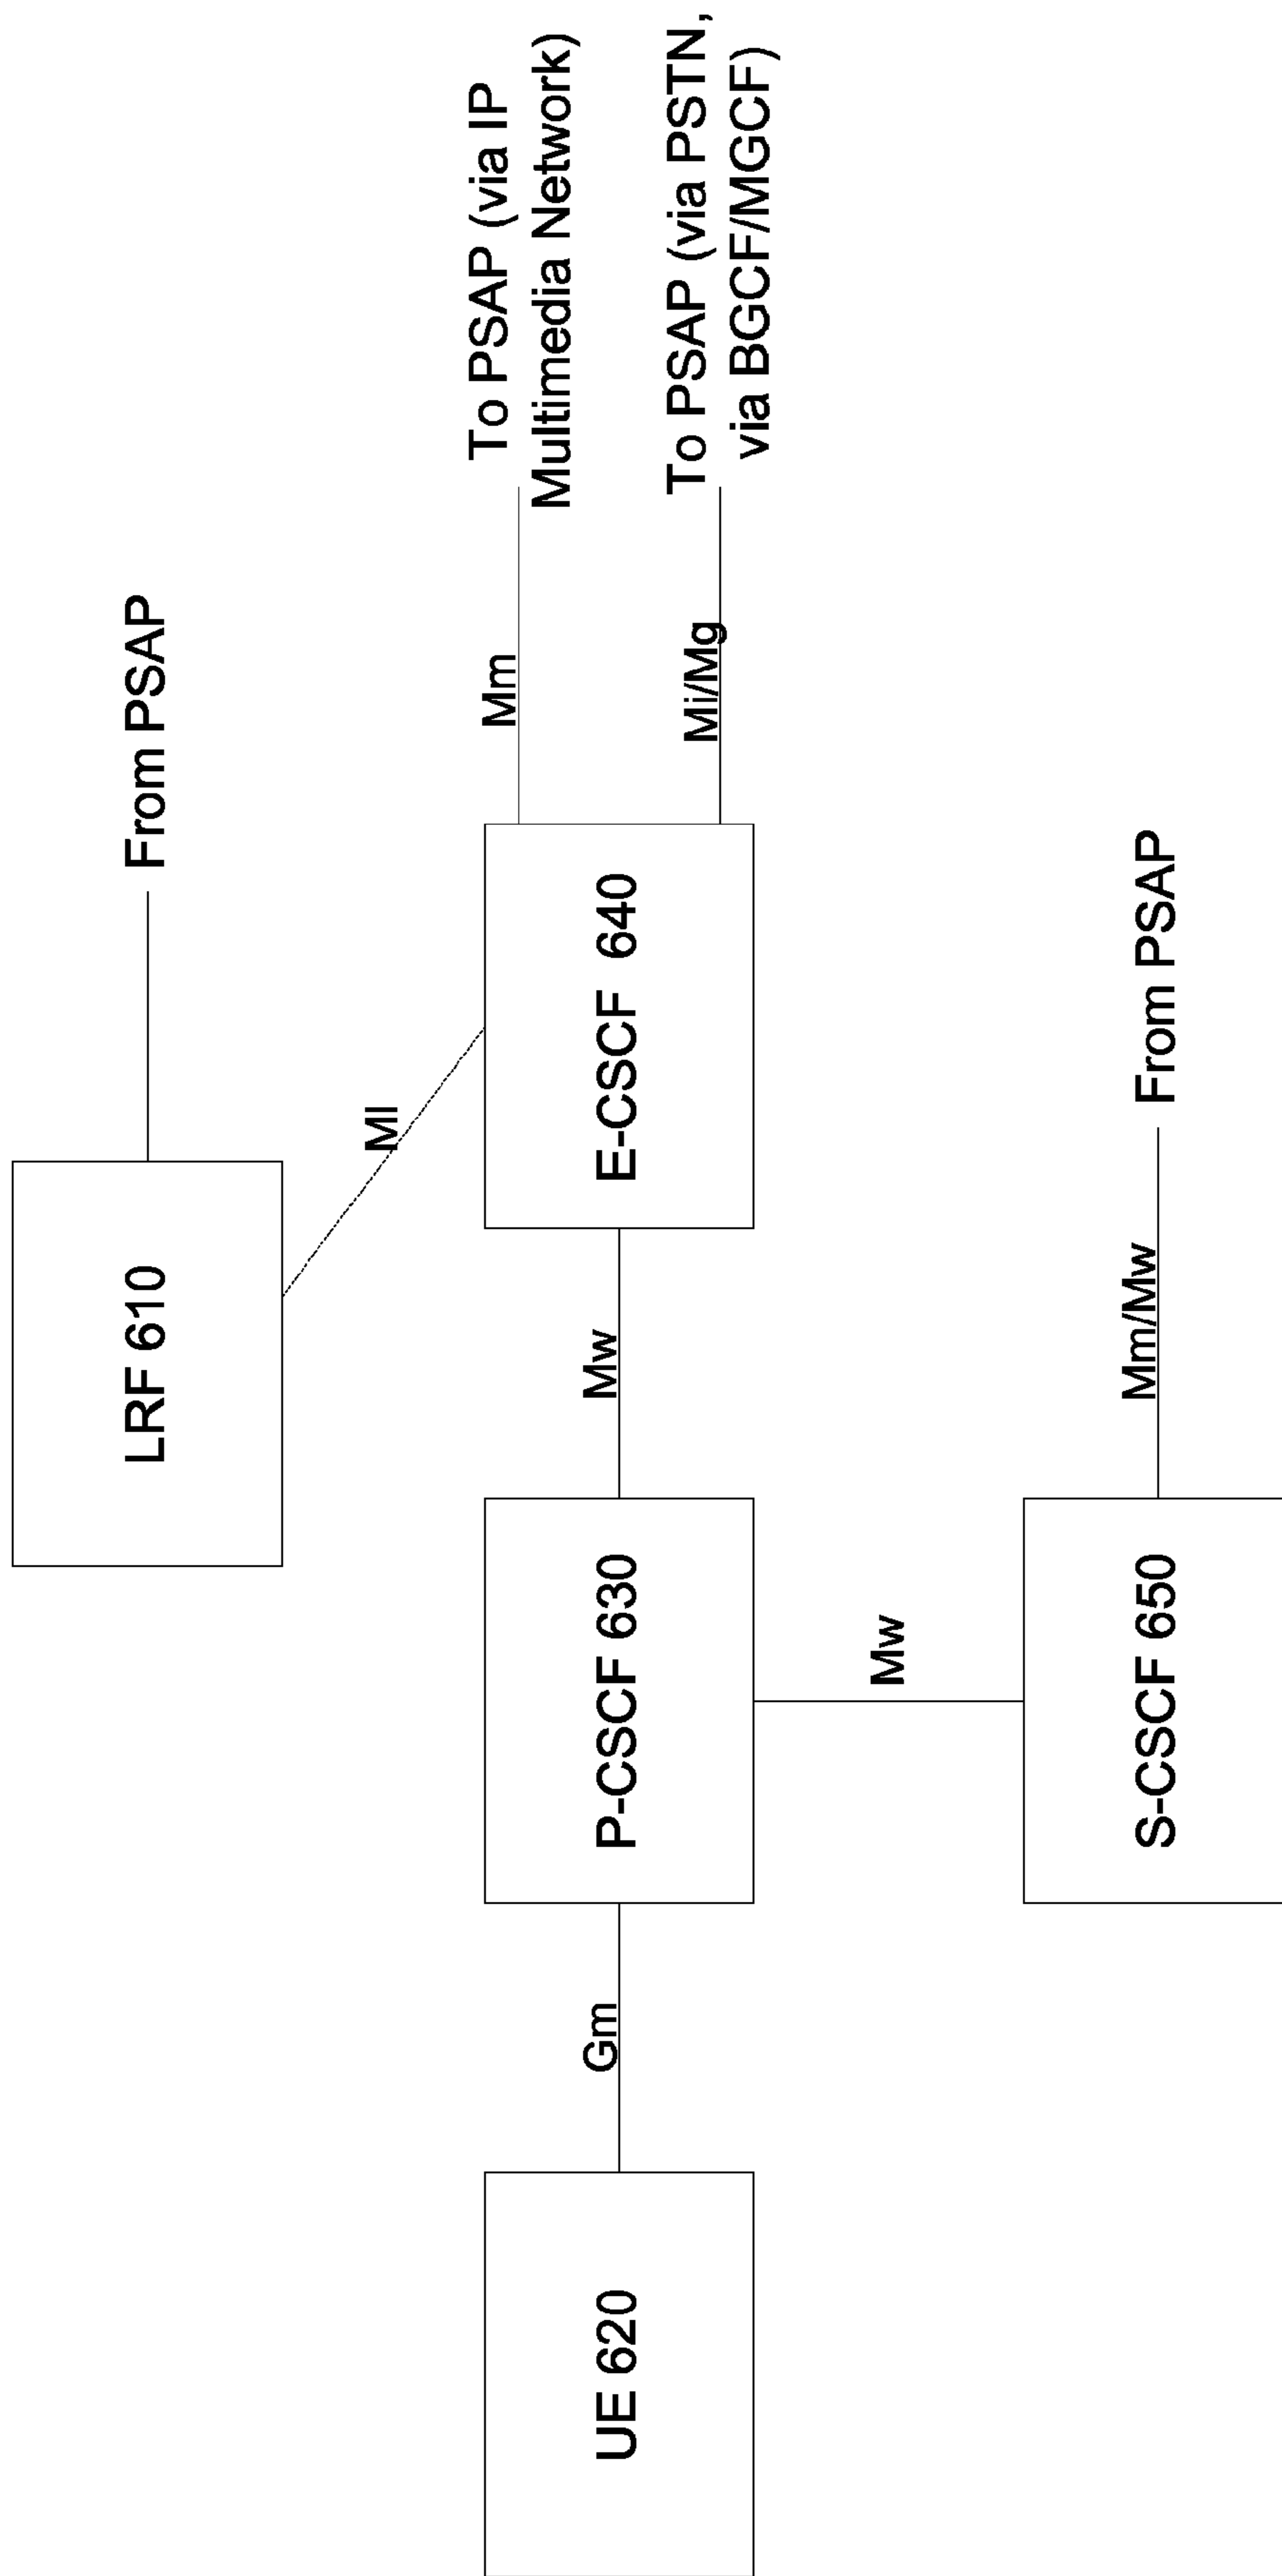 LRF 610
From PSAP
Ml
Mm
To PSAP (via IP
Multimedia Network)
UE 620
Gm
P-CSCF 630
Mw
E-CSCF 640
Mi/Mg
To PSAP (via PSTN,
via BGCF/MGCF)
Mw
S-CSCF 650
Mm/Mw
From PSAP